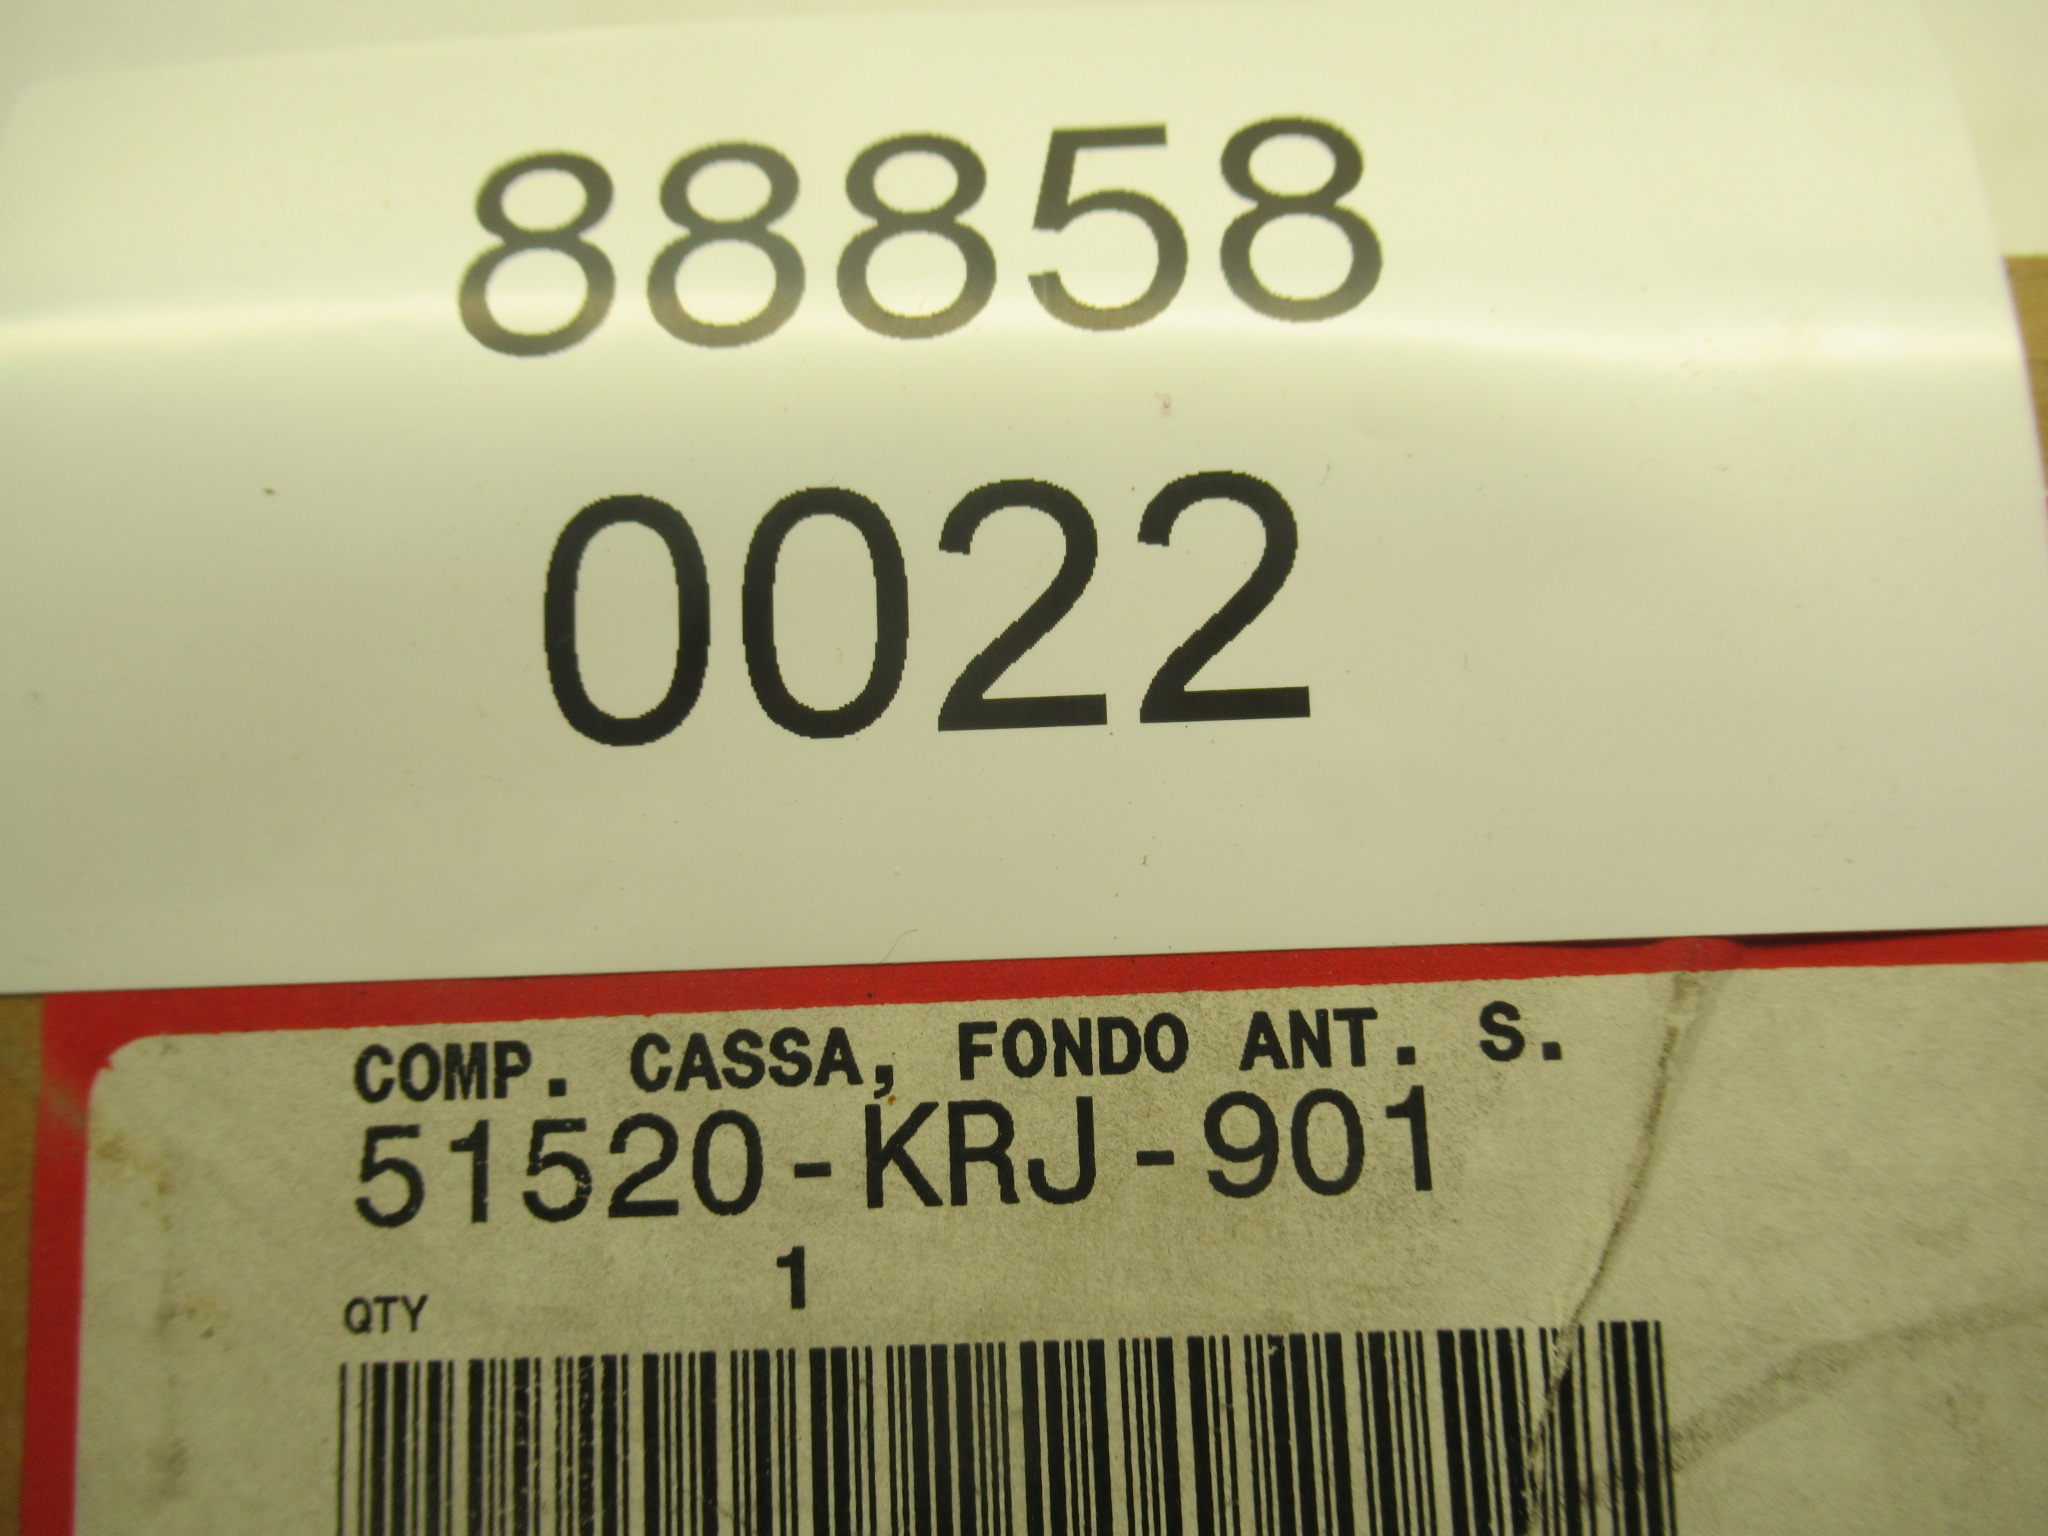 88858
0022
COMP. CASSA, FONDO ANT. S.
51520-KRJ-901
1
QTY